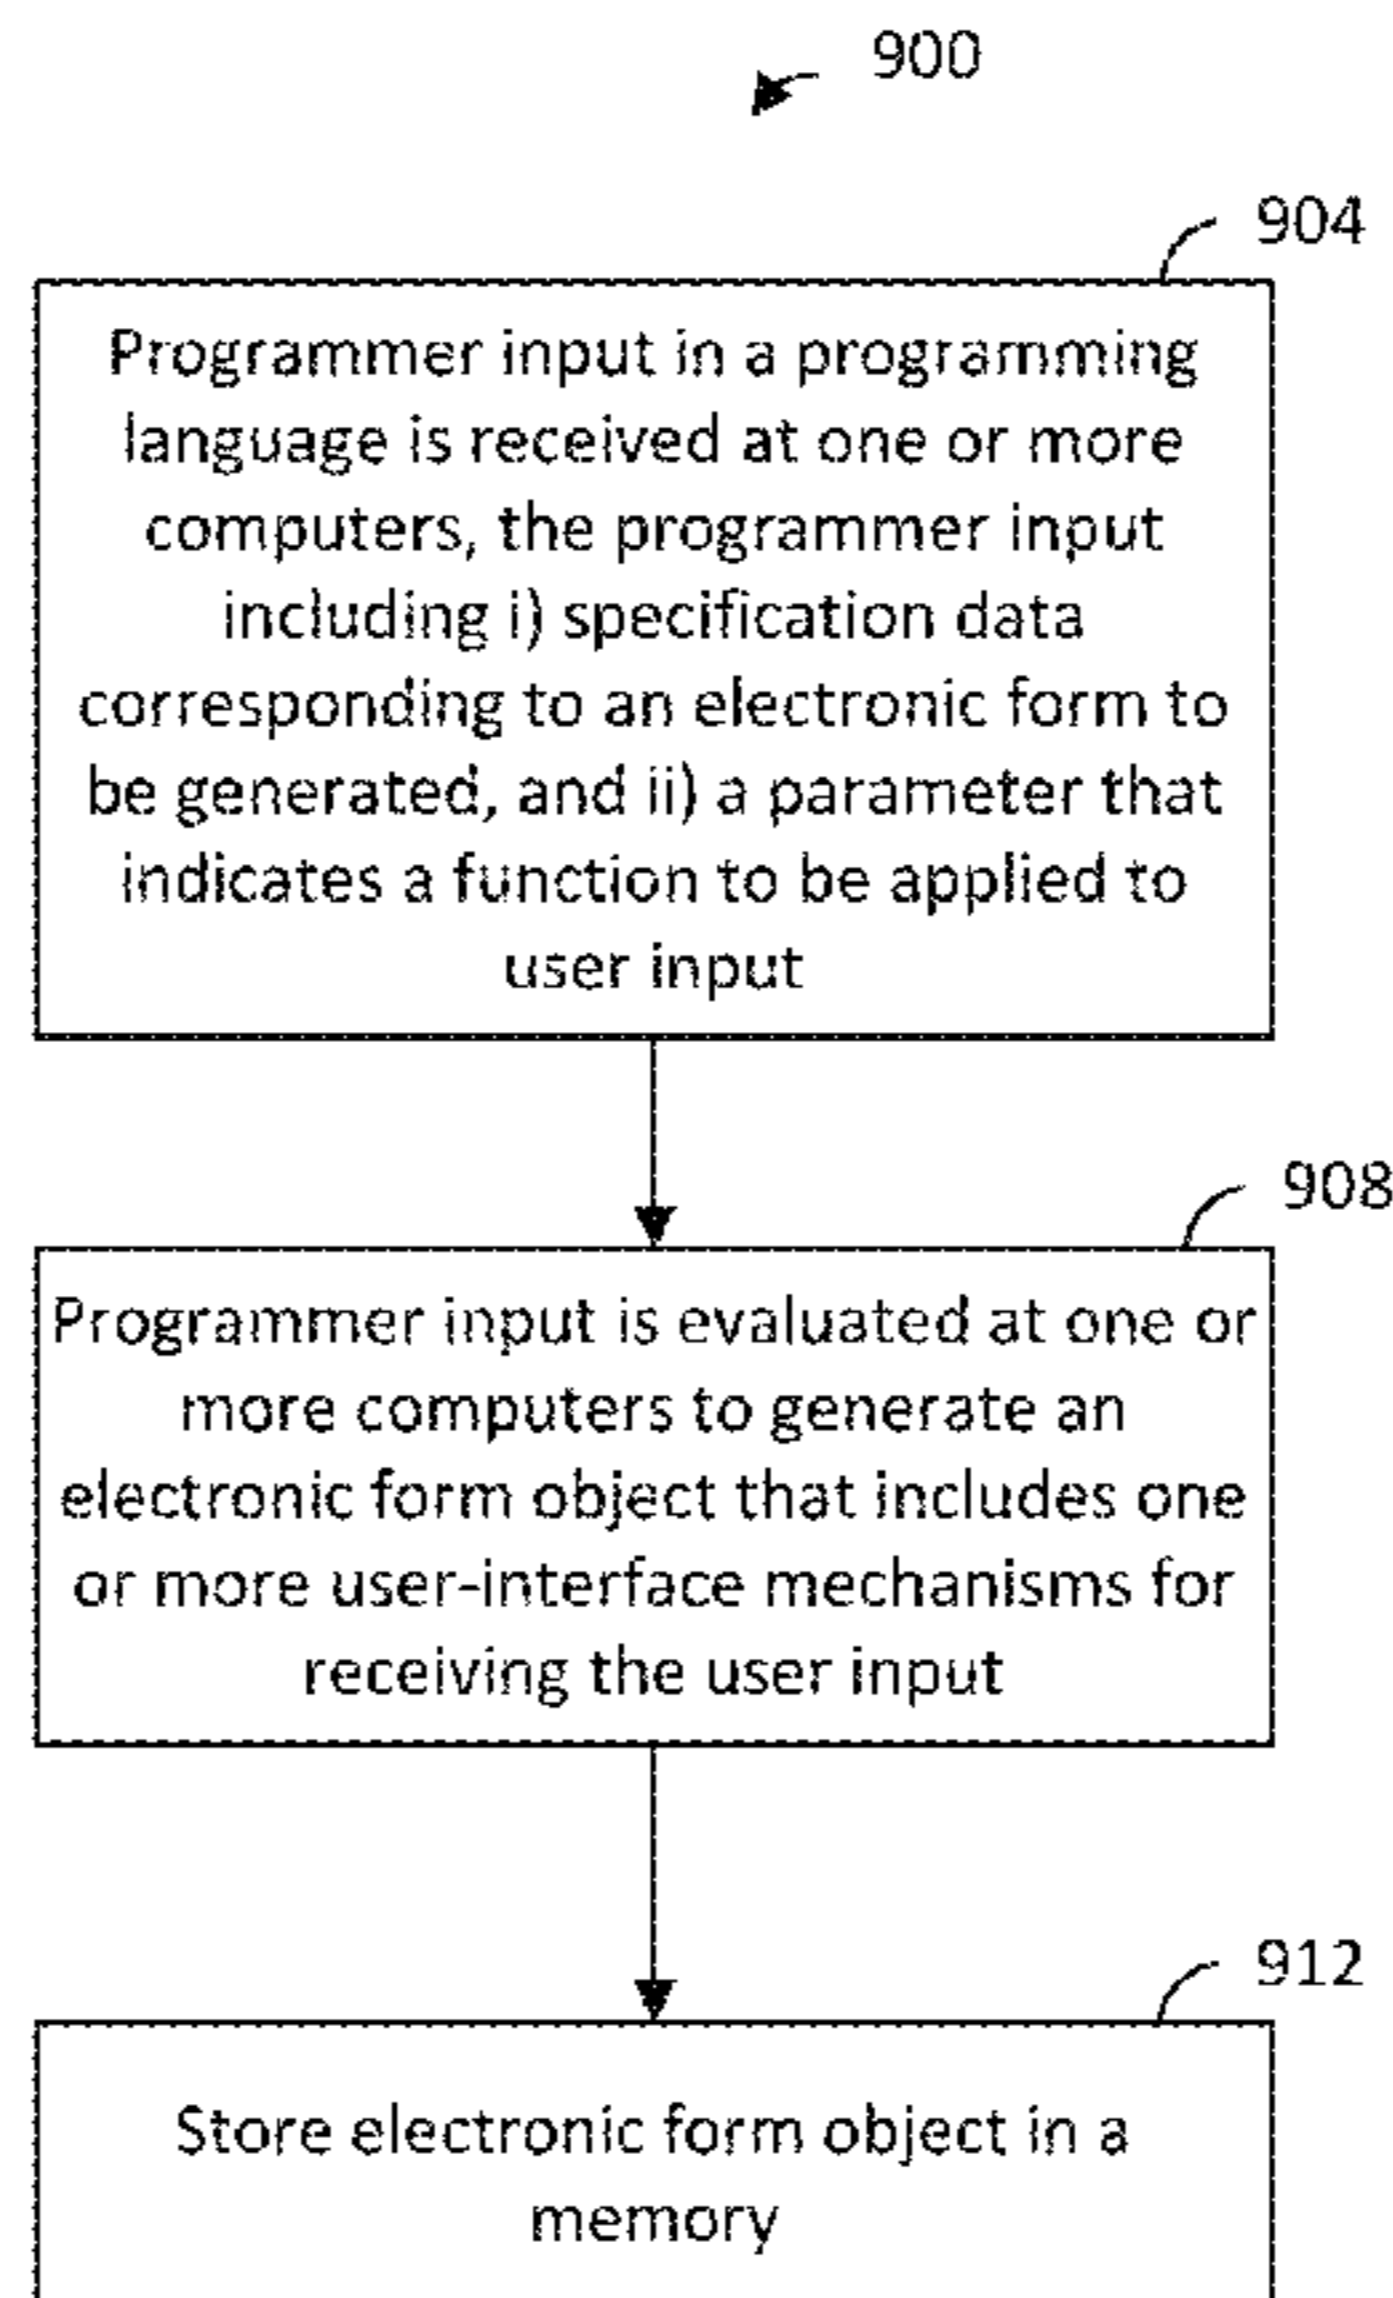 900
904
Programmer input in a programming
language is received at one or more
computers, the programmer input
including i) specification data
corresponding to an electronic form to
be generated, and ii) a parameter that
indicates a function to be applied to
user input
908
Programmer input is evaluated at one or
more computers to generate an
electronic form object that includes one
or more user-interface mechanisms for
receiving the user input
912
Store electronic form object in a
memory